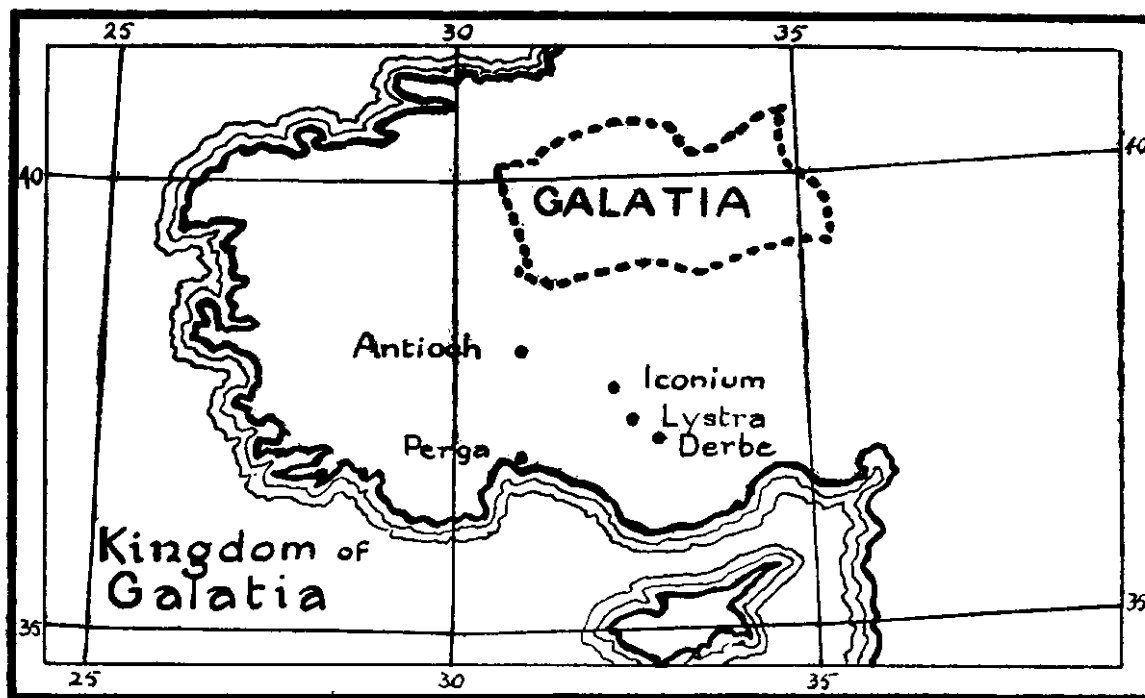 25 30 35
40 40
GALATIA
Antioch
Iconium
Lystra
Derbe
Perga
Kingdom of
Galatia
35 35
25 30 35